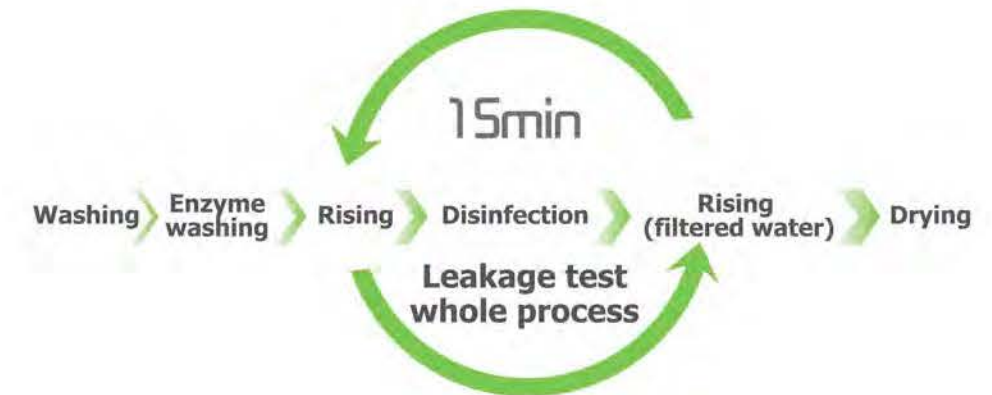 15min
Washing
Enzyme
washing
Rising
Disinfection
Rising
(filtered water)
Drying
Leakage test
whole process